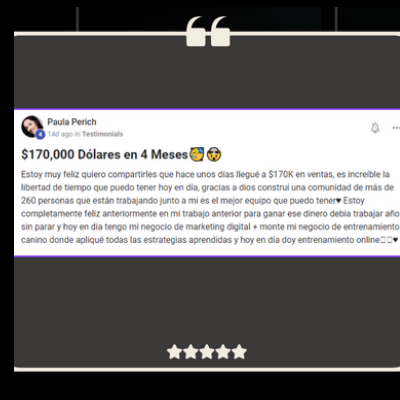 Paula Perich
4
14d ago in Testimonials
$170,000 Dólares en 4 Meses🥳🤯
Estoy muy feliz quiero compartirles que hace unos días llegué a $170K en ventas, es increíble la
libertad de tiempo que puedo tener hoy en día, gracias a dios construí una comunidad de más de
260 personas que están trabajando junto a mi es el mejor equipo que puedo tener♥ Estoy
completamente feliz anteriormente en mi trabajo anterior para ganar ese dinero debía trabajar año
sin parar y hoy en día tengo mi negocio de marketing digital + monte mi negocio de entrenamiento
canino donde apliqué todas las estrategias aprendidas y hoy en día doy entrenamiento online▯▯♥